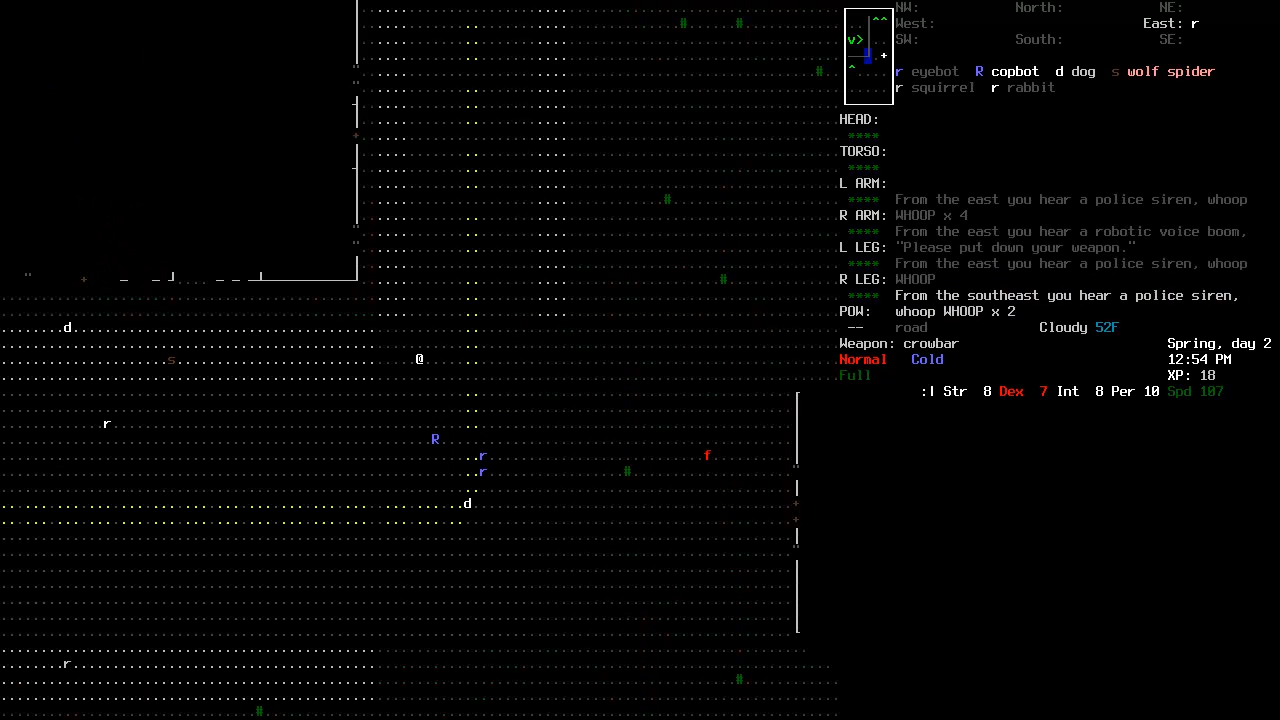 NW: North: NE:
West: East: r
SW: South: SE:
r eyebot R copbot d dog s wolf spider
r squirrel r rabbit
HEAD:
****
TORSO:
****
L ARM:
**** From the east you hear a police siren, whoop
R ARM: WHOOP x 4
**** From the east you hear a robotic voice boom,
L LEG: "Please put down your weapon."
**** From the east you hear a police siren, whoop
R LEG: WHOOP
**** From the southeast you hear a police siren,
POW: whoop WHOOP x 2
-- road Cloudy 52F
Weapon: crowbar Spring, day 2
Normal Cold 12:54 PM
Full XP: 18
:| Str 8 Dex 7 Int 8 Per 10 Spd 107